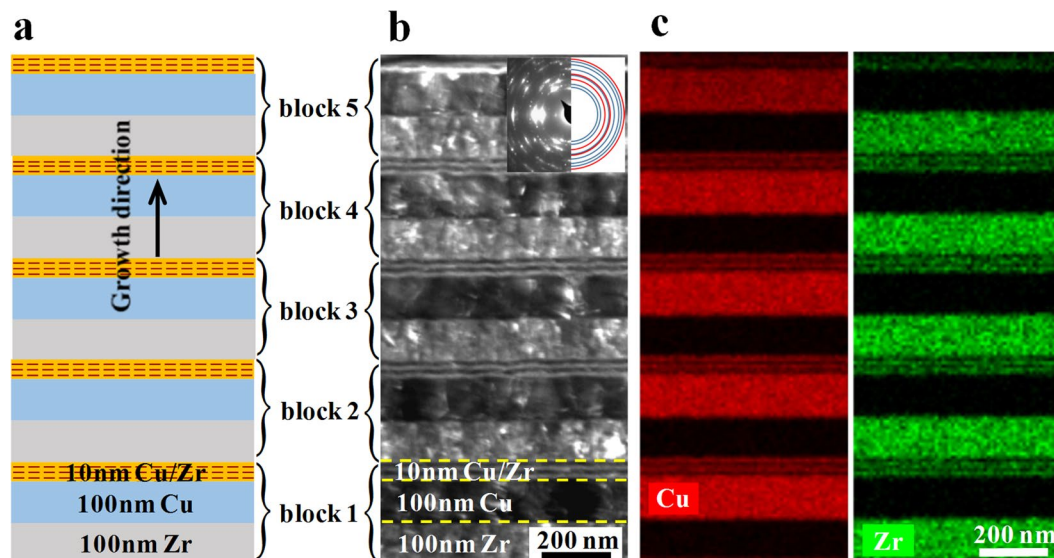 a
b
c
block 5
block 4
block 3
block 2
block 1
Growth direction
10nm Cu/Zr
100nm Cu
100nm Zr
10nm Cu/Zr
100nm Cu
100nm Zr
200 nm
Cu
Zr
200 nm